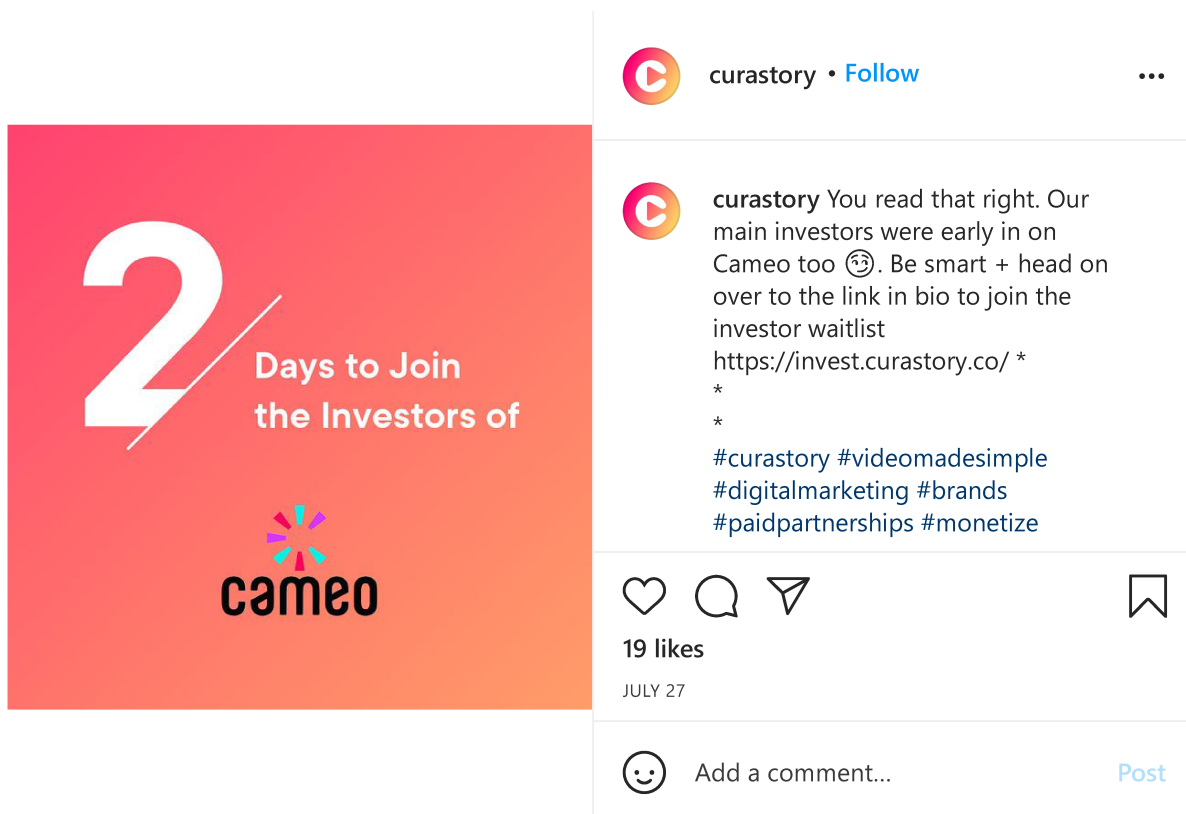 2
Days to Join
the Investors of
cameo
curastory • Follow
curastory You read that right. Our
main investors were early in on
Cameo too 😏. Be smart + head on
over to the link in bio to join the
investor waitlist
https://invest.curastory.co/ *
*
*
#curastory #videomadesimple
#digitalmarketing #brands
#paidpartnerships #monetize
19 likes
JULY 27
Add a comment...
Post